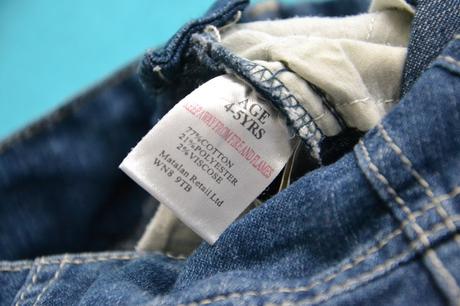 AGE
4-5YRS
KEEP AWAY FROM FIRE AND FLAMES
77%COTTON
21%POLYESTER
2%VISCOSE
Matalan Retail Ltd
WN8 9TB